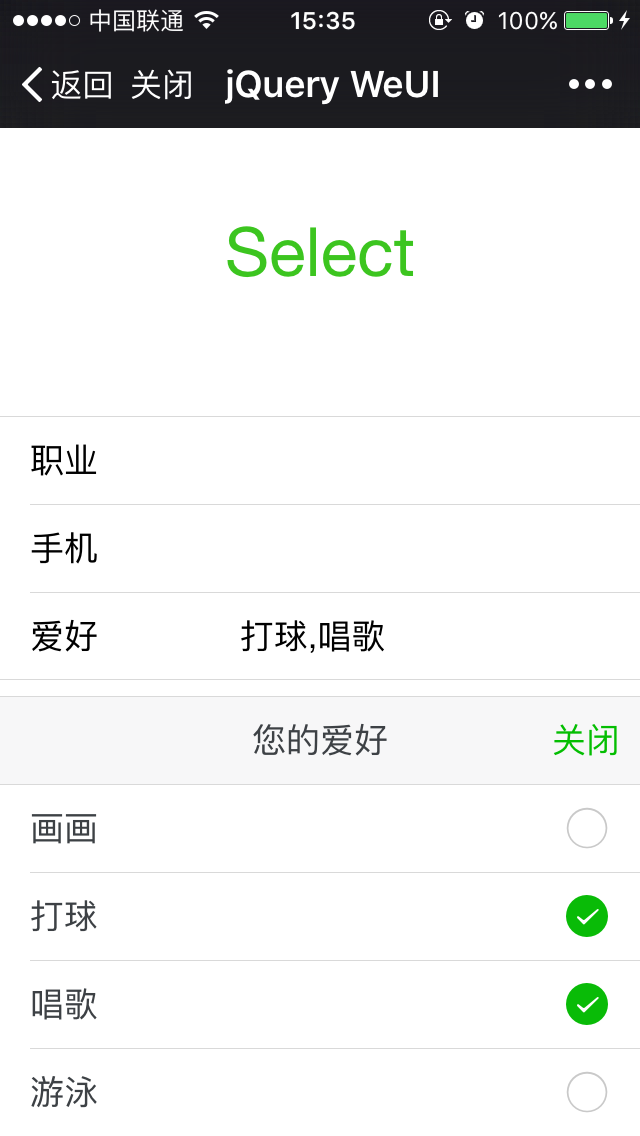 中国联通 15:35 100%
返回 关闭 jQuery WeUI
Select
职业
手机
爱好 打球,唱歌
您的爱好 关闭
画画
打球
唱歌
游泳